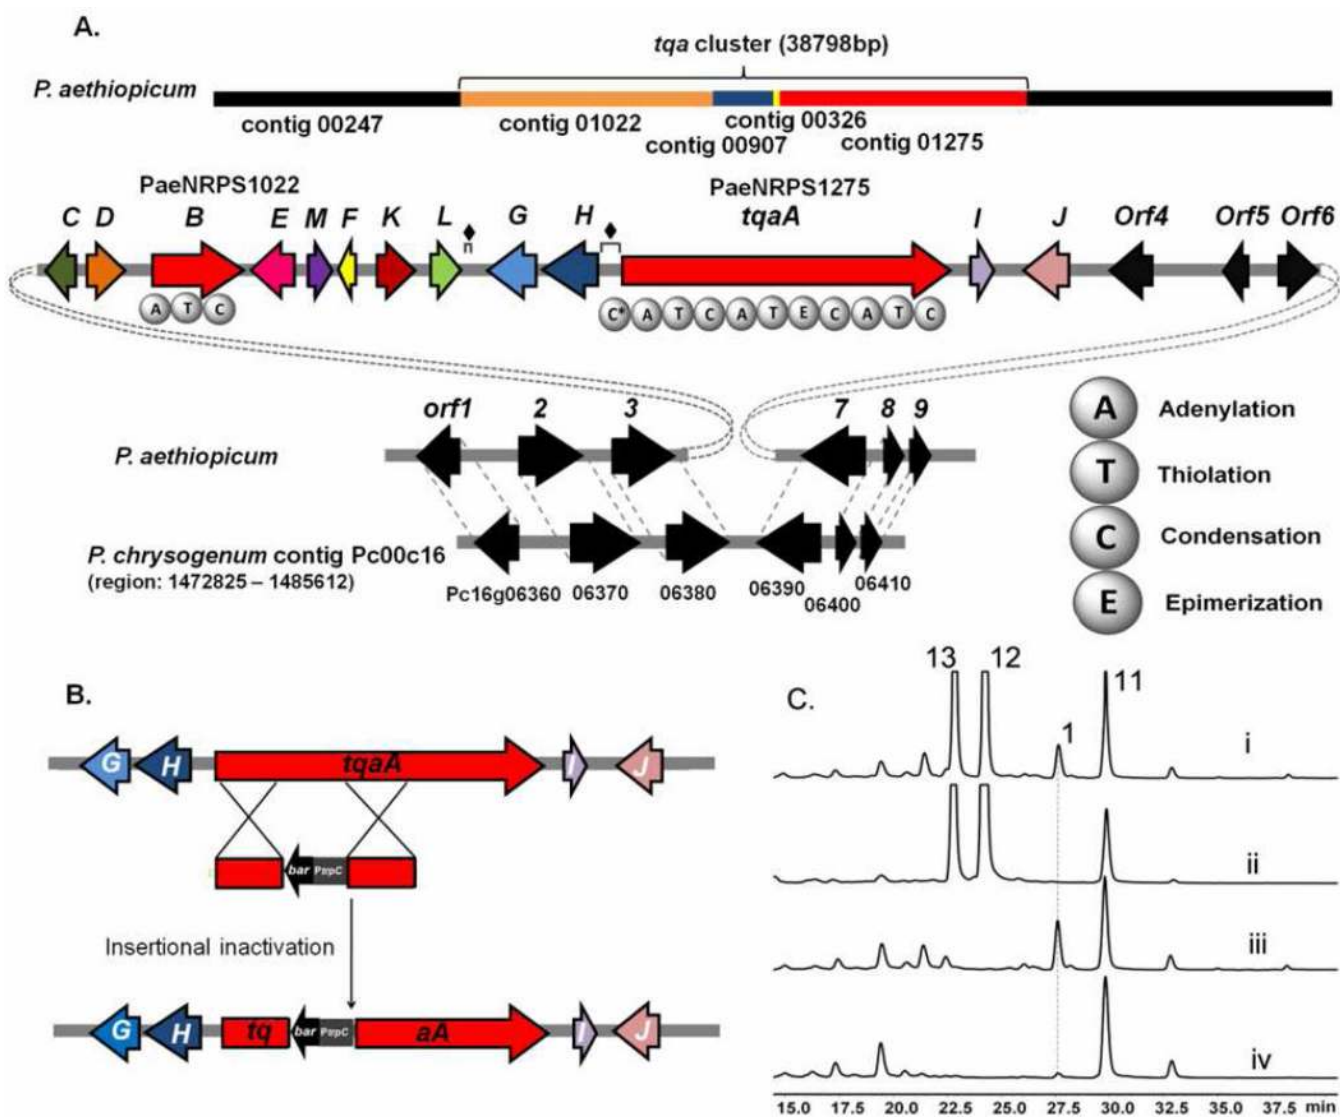 A.
tqa cluster (38798bp)
P. aethiopicum
contig 00247
contig 01022
contig 00326
contig 00907
contig 01275
PaeNRPS1022
PaeNRPS1275
C D B E M F K L G H tqaA I J Orf4 Orf5 Orf6
n
A T C
C* A T C A T E C A T C
orf1 2 3 7 8 9
P. aethiopicum
P. chrysogenum contig Pc00c16
(region: 1472825 – 1485612)
Pc16g06360 06370 06380 06390 06400 06410
A Adenylation
T Thiolation
C Condensation
E Epimerization
B.
G H tqaA I J
bar PtrpC
Insertional inactivation
G H tq bar PtrpC aA I J
C.
13 12 1 11
i
ii
iii
iv
15.0 17.5 20.0 22.5 25.0 27.5 30.0 32.5 35.0 37.5 min